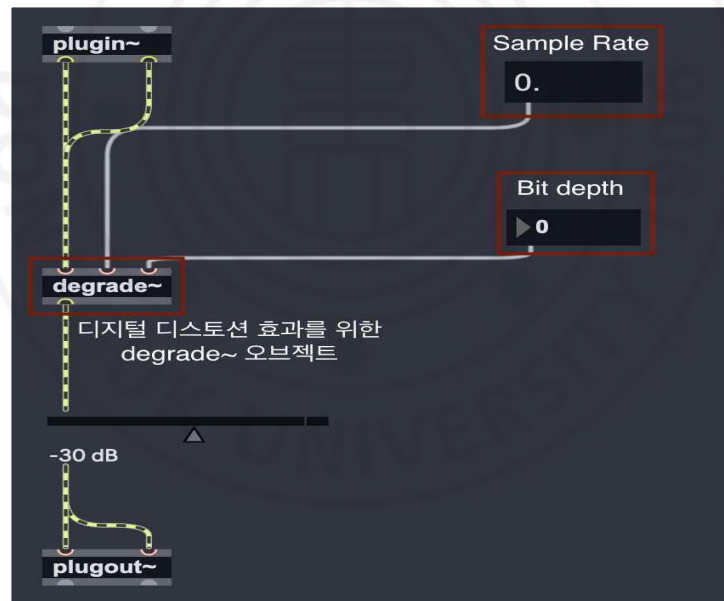 plugin~
Sample Rate
0.
Bit depth
0
degrade~
디지털 디스토션 효과를 위한
degrade~ 오브젝트
-30 dB
plugout~
UNIVERSITY